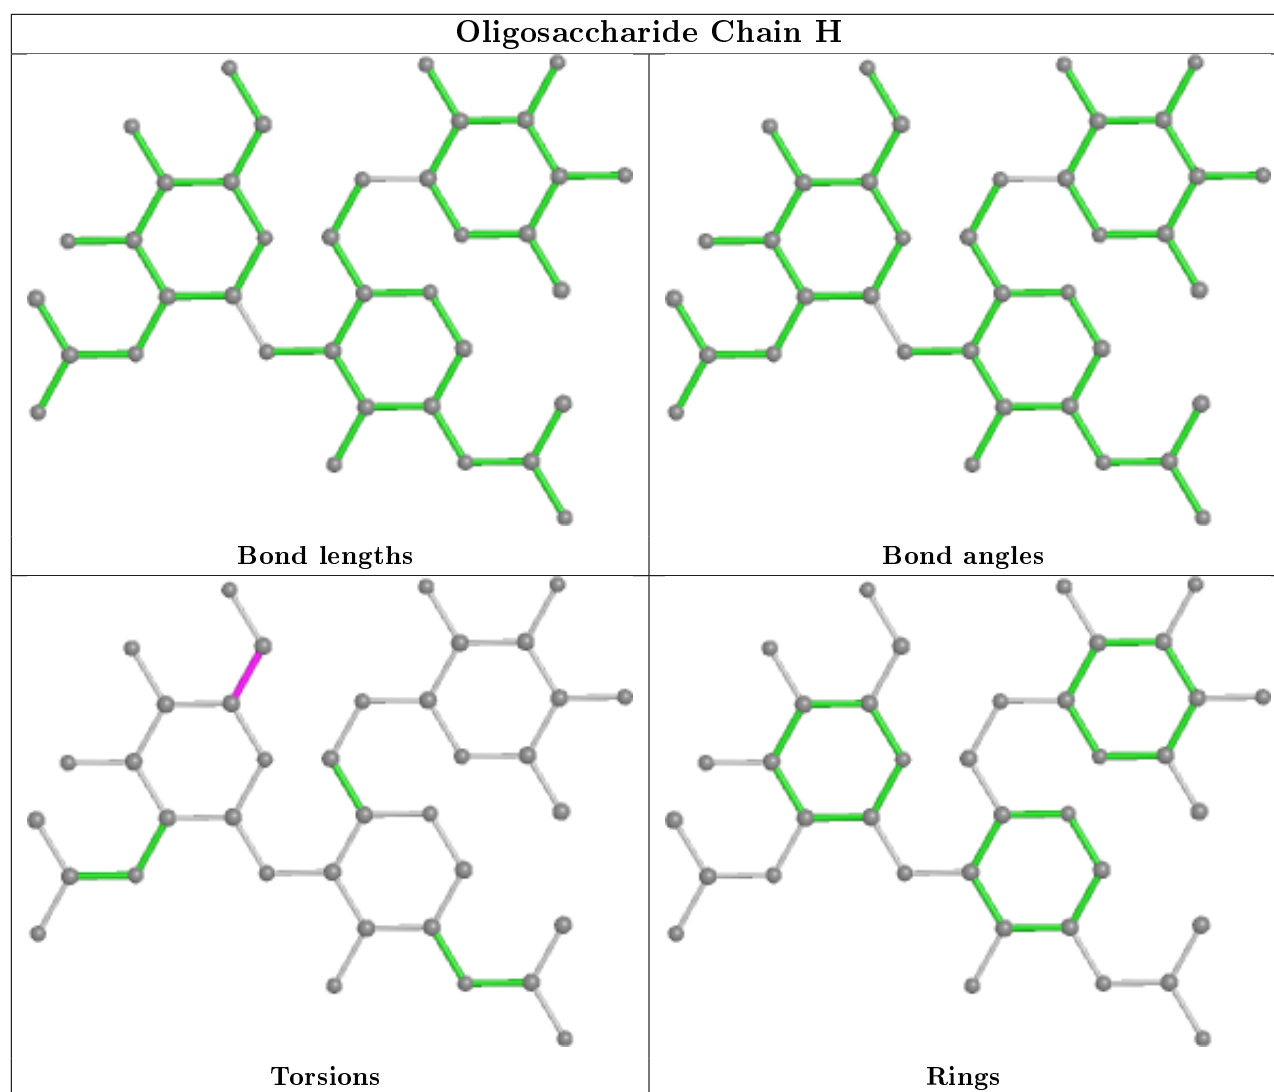 Oligosaccharide Chain H
Bond lengths
Bond angles
Torsions
Rings